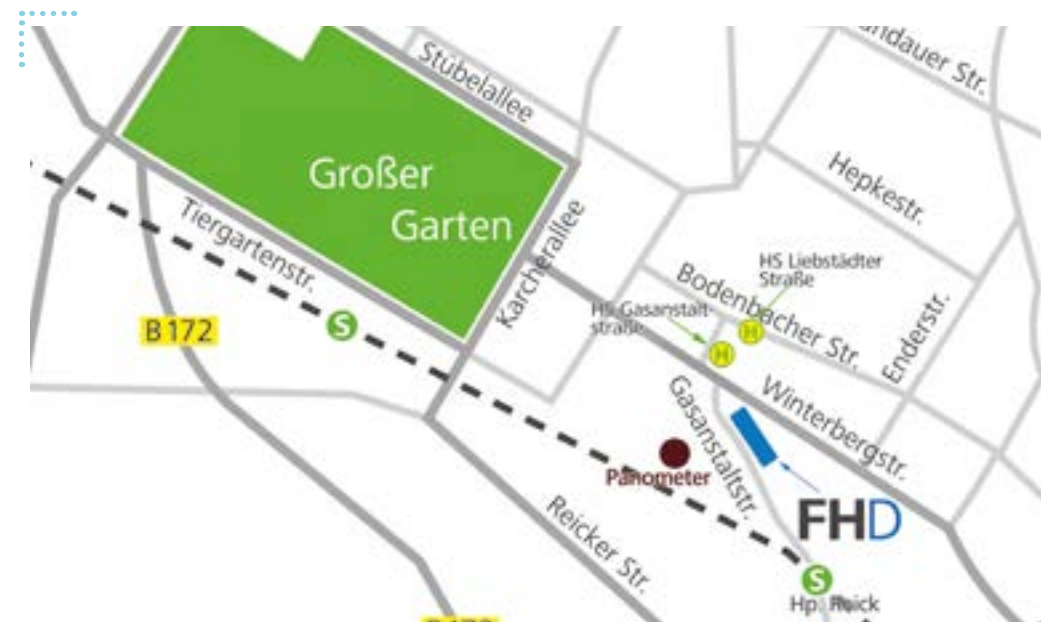 Stübelallee
Großer
Garten
Tiergartenstr.
Karcherallee
B 172
S
Hepkestr.
HS Liebstädter
Straße
Bodenbacher Str.
HS Gasanstalt-
straße
H
H
Enderstr.
Winterbergstr.
Gasanstaltstr.
Panometer
FHD
Reicker Str.
S
Hp. Reick